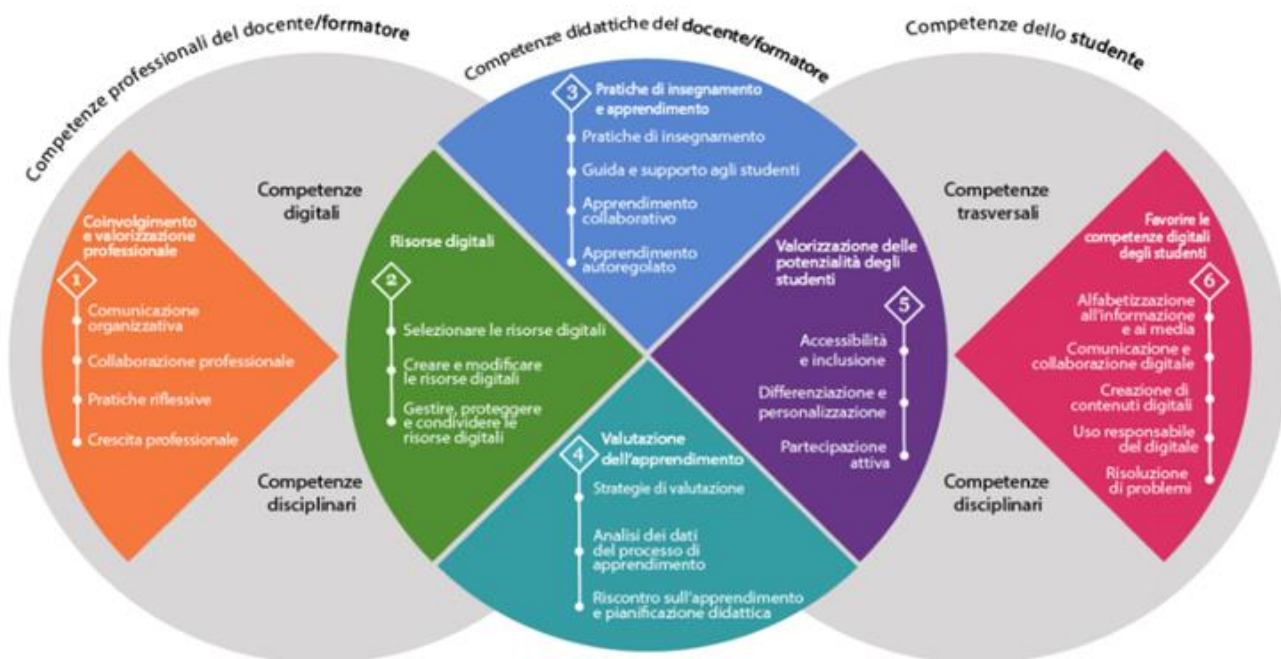 Competenze professionali del docente/formatore
Competenze didattiche del docente/formatore
Competenze dello studente
Competenze
digitali
Competenze
disciplinari
1
Coinvolgimento
e valorizzazione
professionale
Comunicazione
organizzativa
Collaborazione professionale
Pratiche riflessive
Crescita professionale
2
Risorse digitali
Selezionare le risorse digitali
Creare e modificare
le risorse digitali
Gestire, proteggere
e condividere le
risorse digitali
3
Pratiche di insegnamento
e apprendimento
Pratiche di insegnamento
Guida e supporto agli studenti
Apprendimento
collaborativo
Apprendimento
autoregolato
4
Valutazione
dell'apprendimento
Strategie di valutazione
Analisi dei dati
del processo di
apprendimento
Riscontro sull'apprendimento
e pianificazione didattica
5
Valorizzazione delle
potenzialità degli
studenti
Accessibilità
e inclusione
Differenziazione e
personalizzazione
Partecipazione
attiva
Competenze
trasversali
Competenze
disciplinari
6
Favorire le
competenze digitali
degli studenti
Alfabetizzazione
all'informazione
e ai media
Comunicazione e
collaborazione digitale
Creazione di
contenuti digitali
Uso responsabile
del digitale
Risoluzione
di problemi